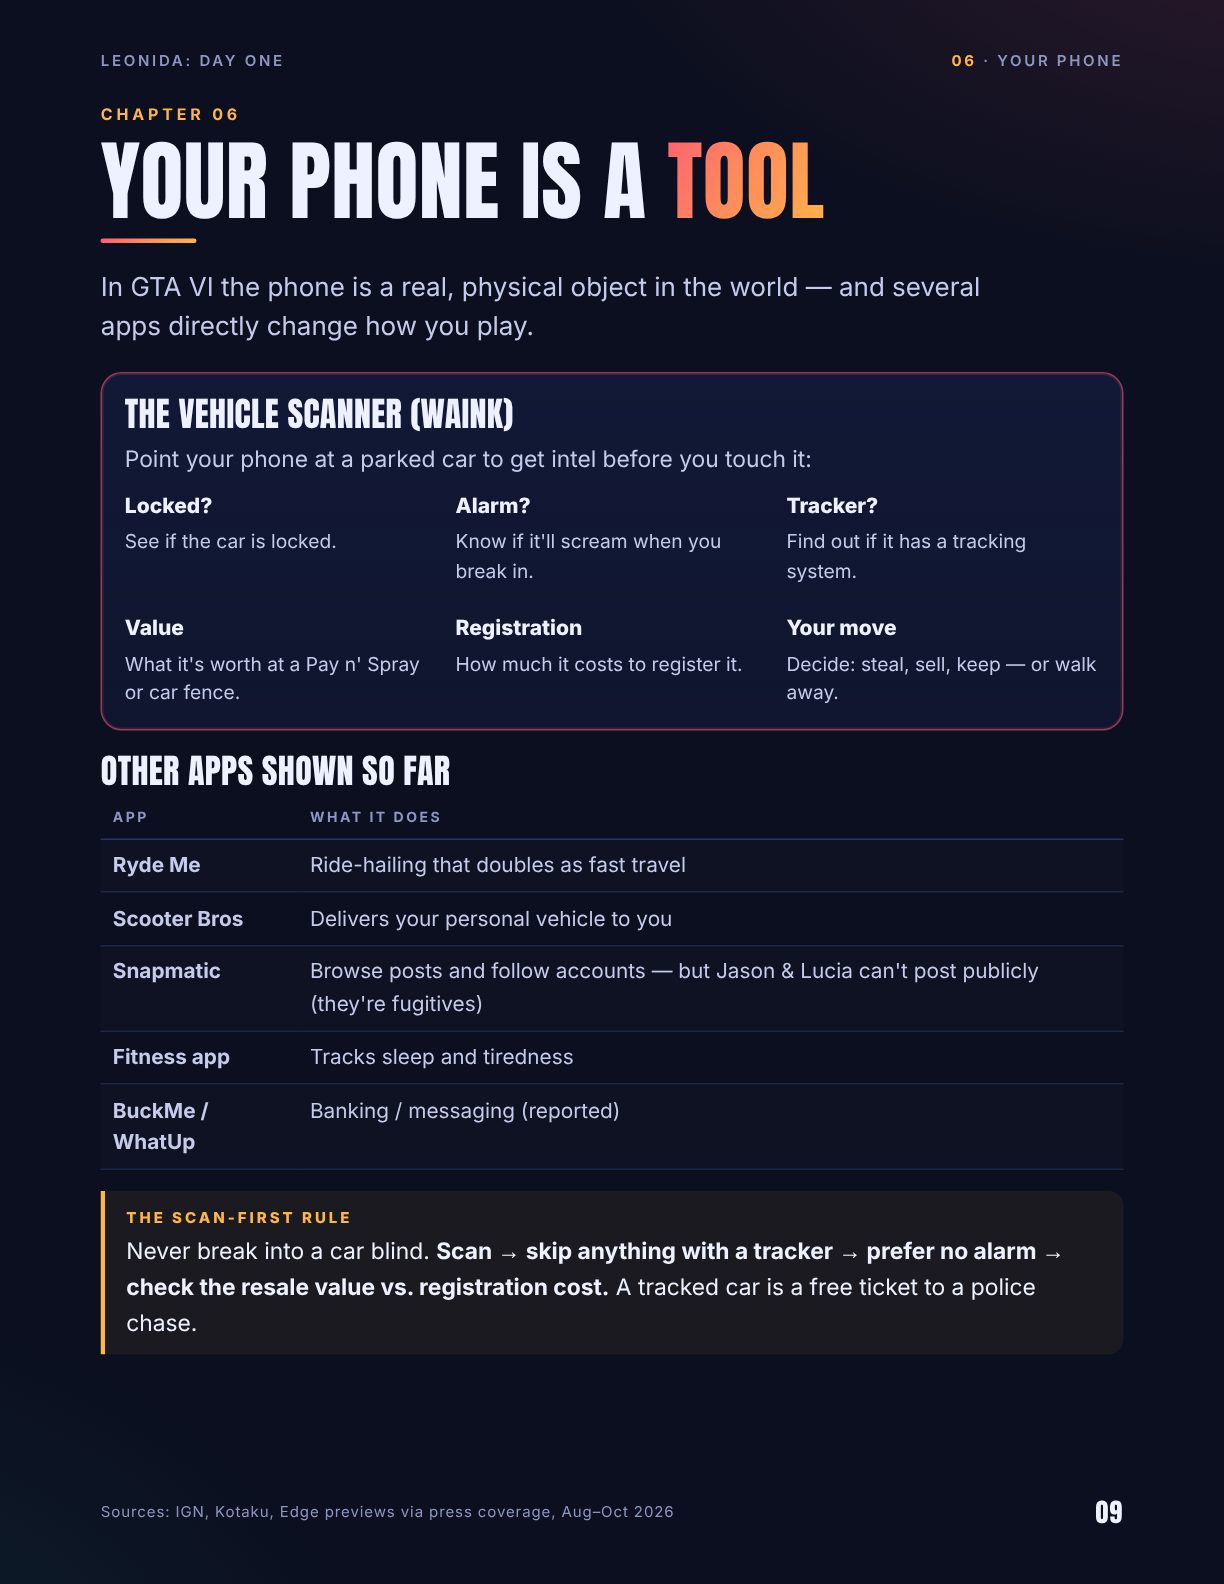 LEONIDA: DAY ONE
06 · YOUR PHONE
CHAPTER 06
YOUR PHONE IS A TOOL
In GTA VI the phone is a real, physical object in the world — and several
apps directly change how you play.
THE VEHICLE SCANNER (WAINK)
Point your phone at a parked car to get intel before you touch it:
Locked?
See if the car is locked.
Alarm?
Know if it'll scream when you
break in.
Tracker?
Find out if it has a tracking
system.
Value
What it's worth at a Pay n' Spray
or car fence.
Registration
How much it costs to register it.
Your move
Decide: steal, sell, keep — or walk
away.
OTHER APPS SHOWN SO FAR
APP WHAT IT DOES
Ryde Me Ride-hailing that doubles as fast travel
Scooter Bros Delivers your personal vehicle to you
Snapmatic Browse posts and follow accounts — but Jason & Lucia can't post publicly
(they're fugitives)
Fitness app Tracks sleep and tiredness
BuckMe / Banking / messaging (reported)
WhatUp
THE SCAN-FIRST RULE
Never break into a car blind. Scan → skip anything with a tracker → prefer no alarm →
check the resale value vs. registration cost. A tracked car is a free ticket to a police
chase.
Sources: IGN, Kotaku, Edge previews via press coverage, Aug–Oct 2026
09